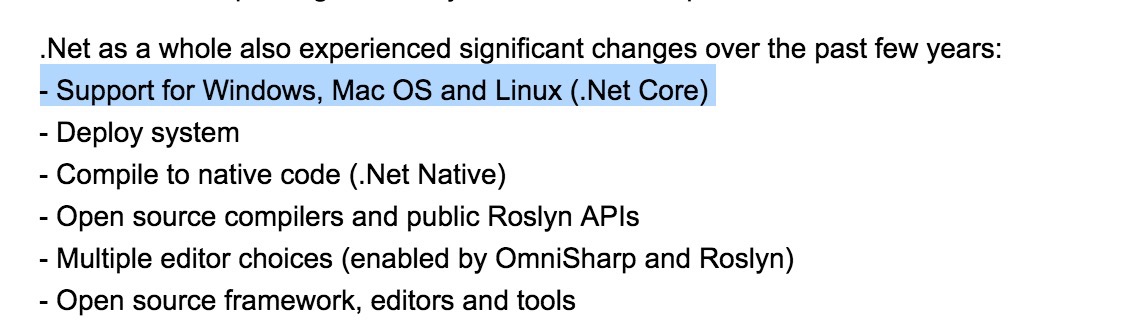 .Net as a whole also experienced significant changes over the past few years:
- Support for Windows, Mac OS and Linux (.Net Core)
- Deploy system
- Compile to native code (.Net Native)
- Open source compilers and public Roslyn APIs
- Multiple editor choices (enabled by OmniSharp and Roslyn)
- Open source framework, editors and tools